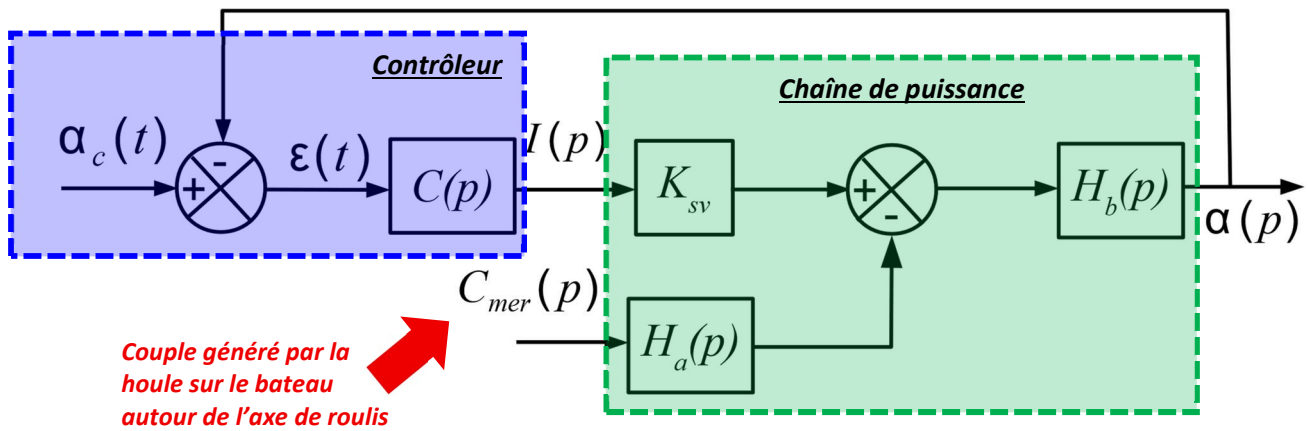 Contrôleur
Chaîne de puissance
α_c(t)
-
+
ε(t)
C(p)
I(p)
K_sv
+
-
H_b(p)
α(p)
C_mer(p)
H_a(p)
Couple généré par la
houle sur le bateau
autour de l’axe de roulis